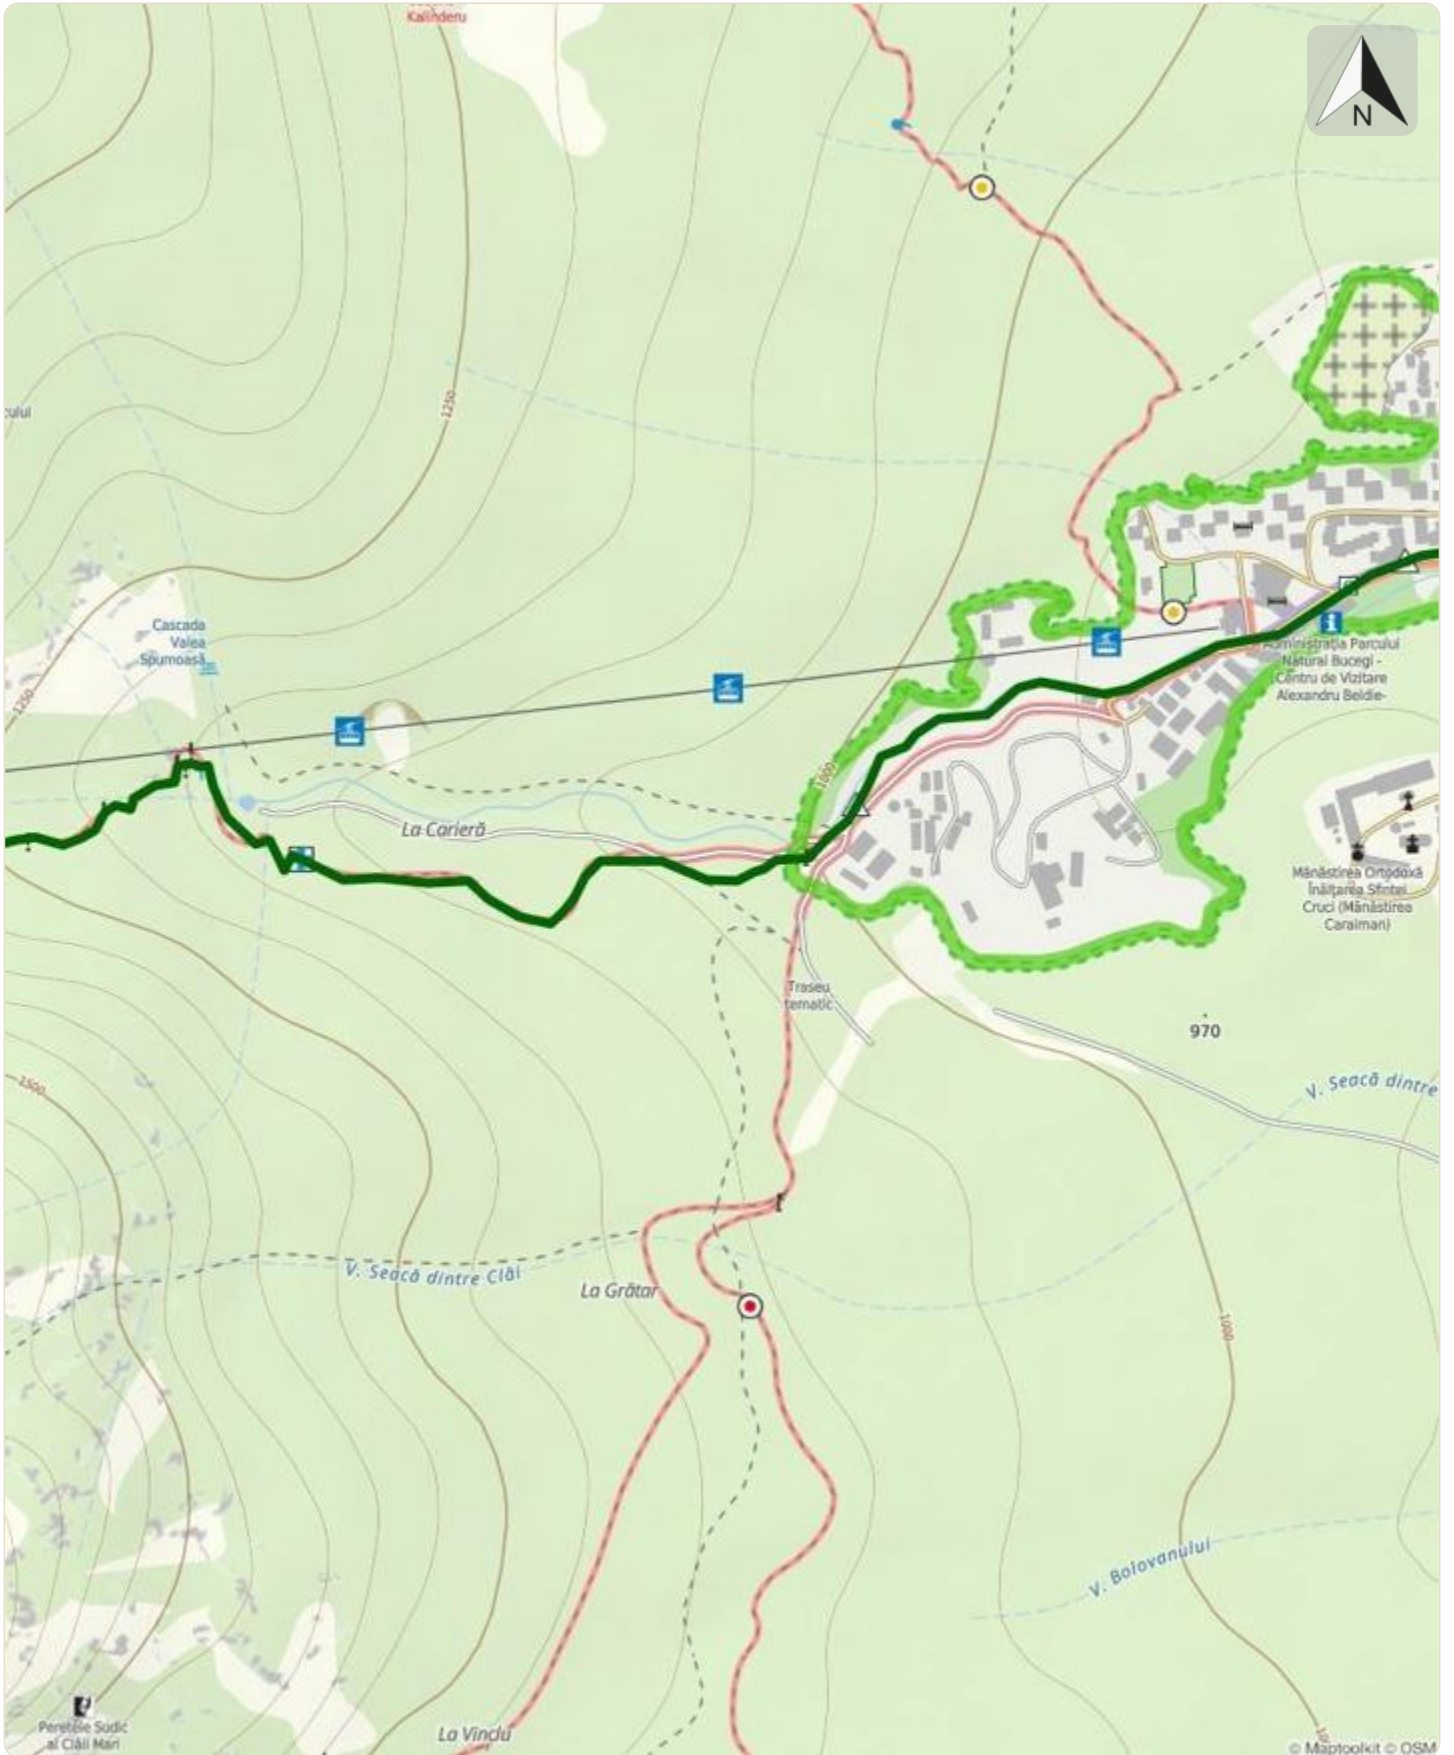 Kalinderu
N
1250
Cascada
Valea
Spumoasă
1250
Administrația Parcului
Natural Bucegi -
Centru de Vizitare
Alexandru Beldie-
1000
La Carieră
Mănăstirea Ortodoxă
Înălțarea Sfintei
Cruci (Mănăstirea
Caraiman)
Traseu
tematic
970
1500
V. Seacă dintre
V. Seacă dintre Clăi
La Grătar
1000
V. Bolovanului
Peretele Sudic
al Clăii Mari
La Vinclu
© Maptoolkit © OSM